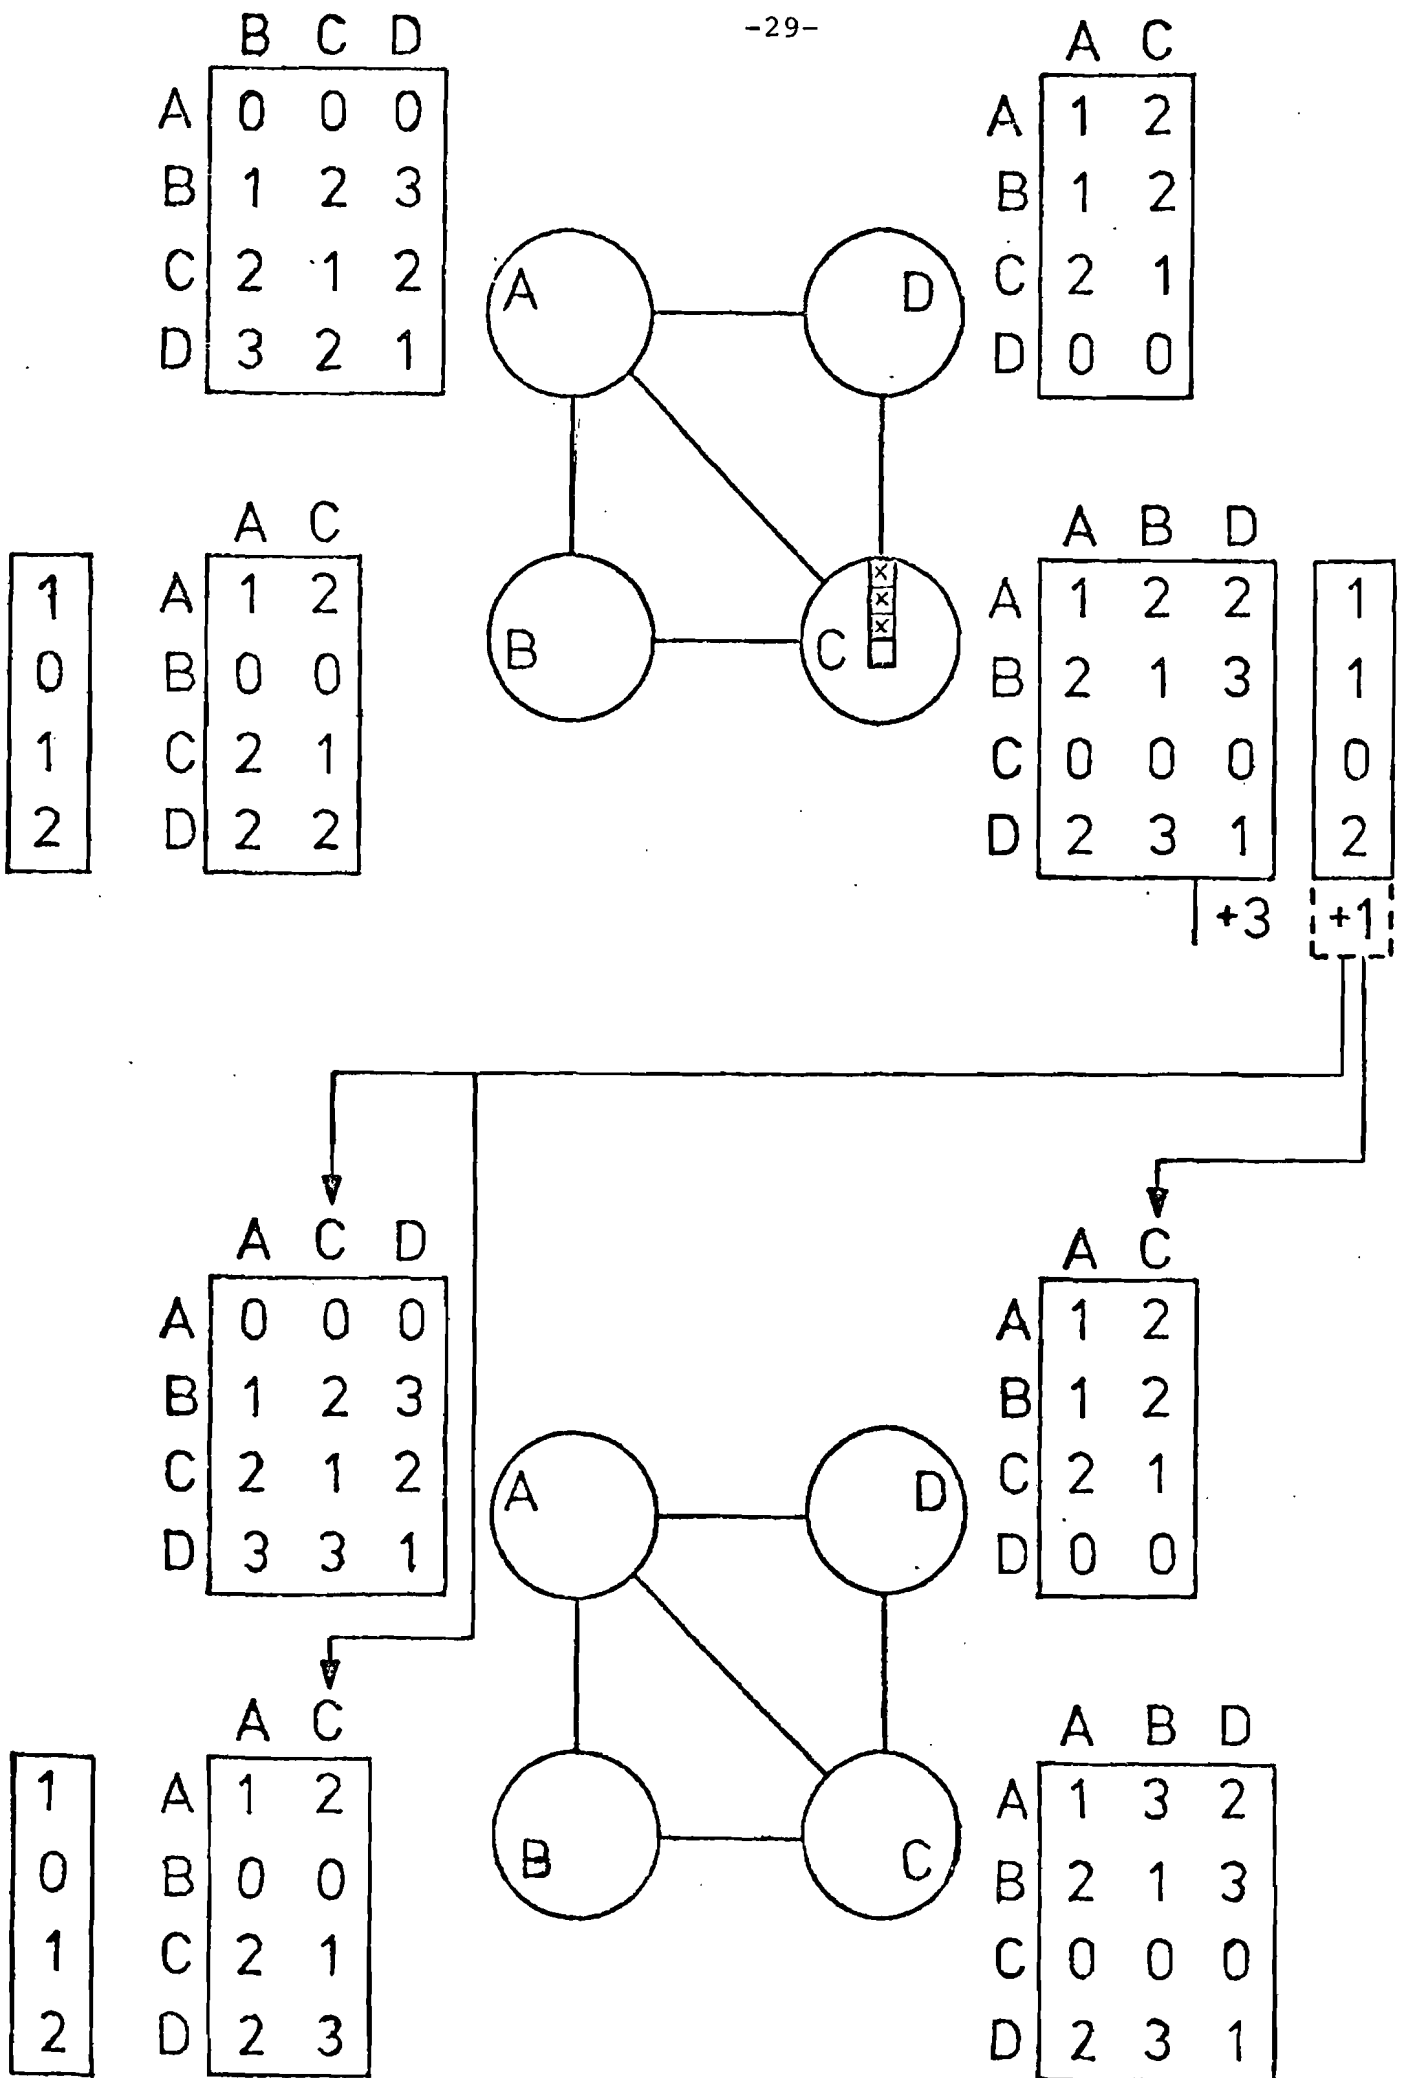 -29-
B C D
A 0 0 0
B 1 2 3
C 2 1 2
D 3 2 1
A C
A 1 2
B 1 2
C 2 1
D 0 0
A
D
B
C
x
x
x
1
0
1
2
A C
A 1 2
B 0 0
C 2 1
D 2 2
A B D
A 1 2 2
B 2 1 3
C 0 0 0
D 2 3 1
+3
1
1
0
2
+1
A C D
A 0 0 0
B 1 2 3
C 2 1 2
D 3 3 1
A C
A 1 2
B 1 2
C 2 1
D 0 0
A
D
B
C
1
0
1
2
A C
A 1 2
B 0 0
C 2 1
D 2 3
A B D
A 1 3 2
B 2 1 3
C 0 0 0
D 2 3 1